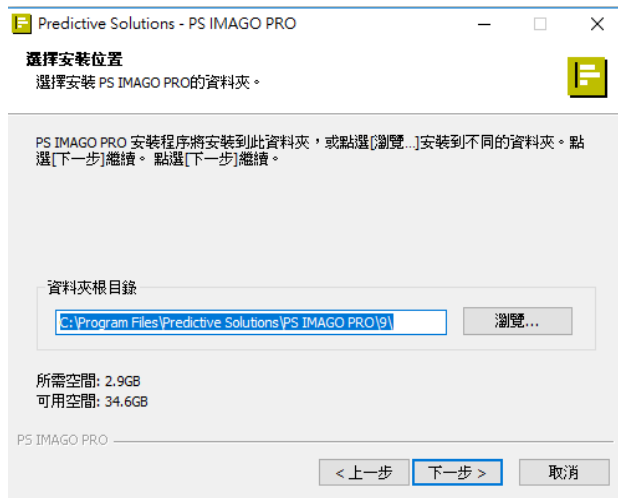 Predictive Solutions - PS IMAGO PRO
選擇安裝位置
選擇安裝 PS IMAGO PRO的資料夾。
PS IMAGO PRO 安裝程序將安裝到此資料夾，或點選[瀏覽...]安裝到不同的資料夾。點
選[下一步]繼續。 點選[下一步]繼續。
資料夾根目錄
C:\Program Files\Predictive Solutions\PS IMAGO PRO\9\
瀏覽...
所需空間: 2.9GB
可用空間: 34.6GB
PS IMAGO PRO
< 上一步
下一步 >
取消